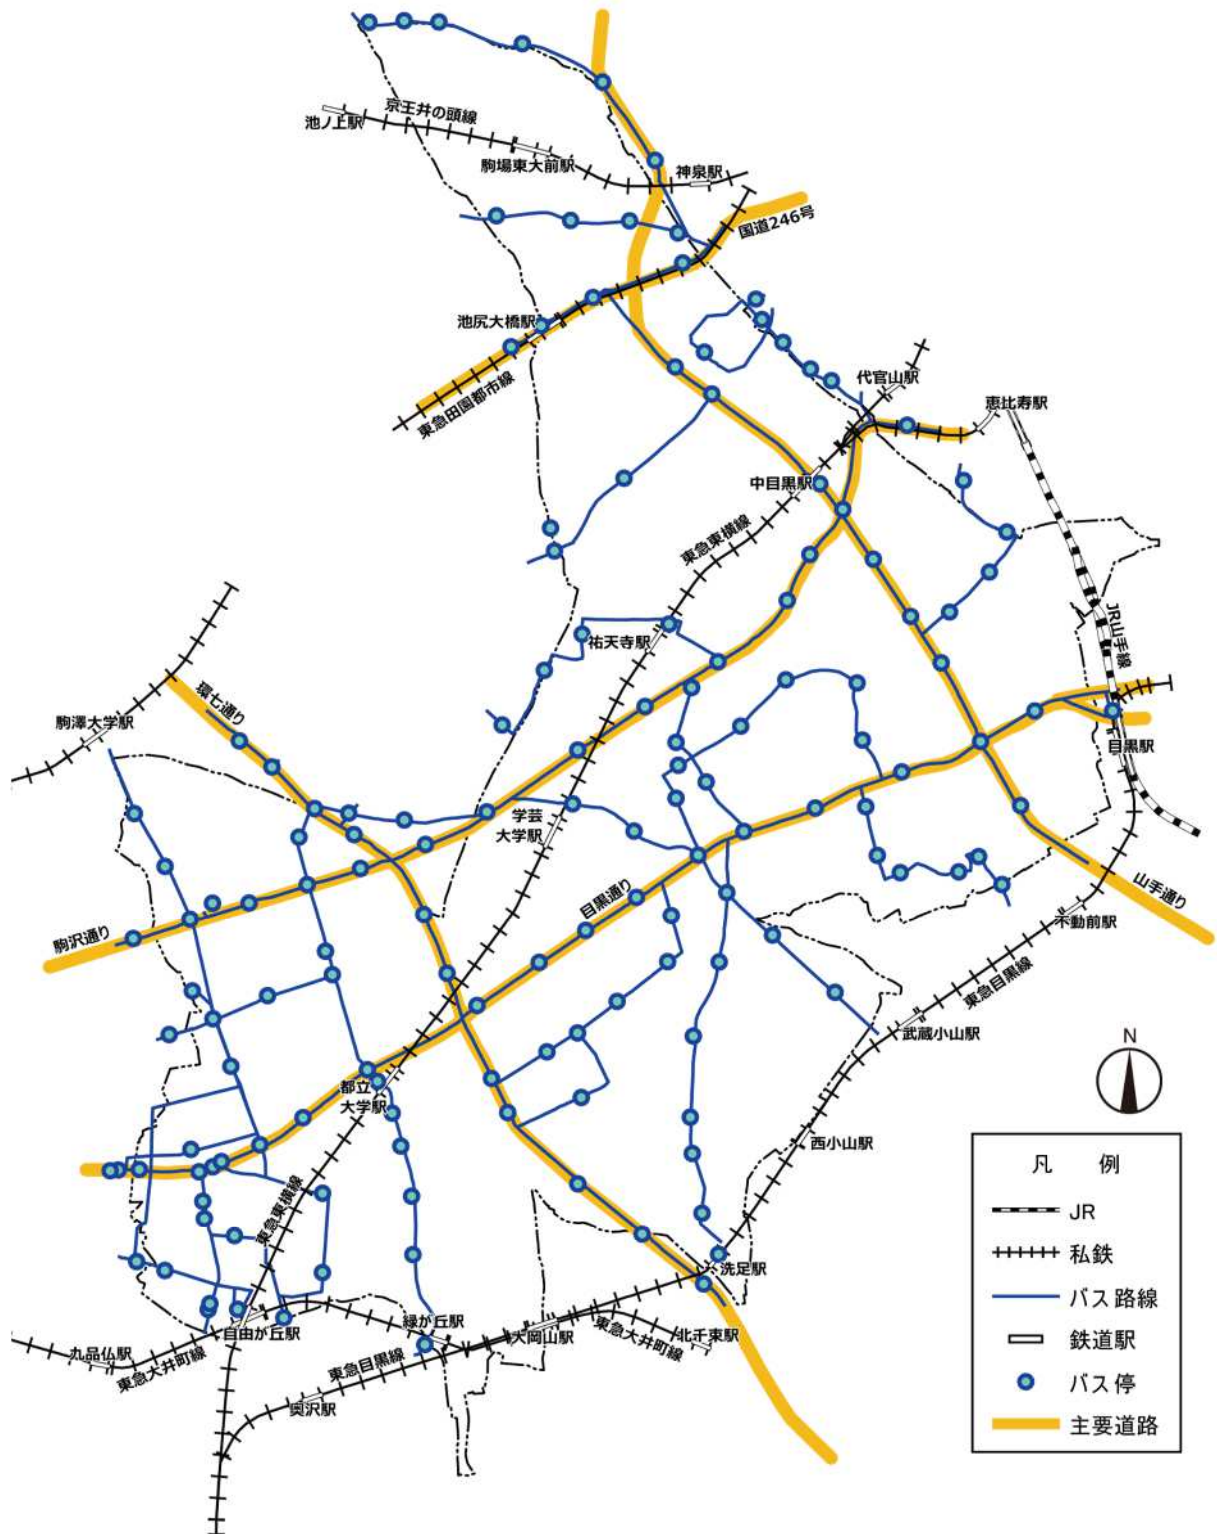 京王井の頭線
池ノ上駅
駒場東大前駅
神泉駅
国道246号
池尻大橋駅
東急田園都市線
代官山駅
恵比寿駅
中目黒駅
東急東横線
JR山手線
祐天寺駅
環七通り
駒澤大学駅
目黒駅
学芸
大学駅
山手通り
目黒通り
不動前駅
駒沢通り
東急目黒線
武蔵小山駅
N
都立
大学駅
西小山駅
凡 例
JR
私鉄
バス路線
鉄道駅
バス停
主要道路
東急東横線
洗足駅
自由が丘駅
緑が丘駅
大岡山駅
東急大井町線
北千束駅
九品仏駅
東急大井町線
東急目黒線
奥沢駅